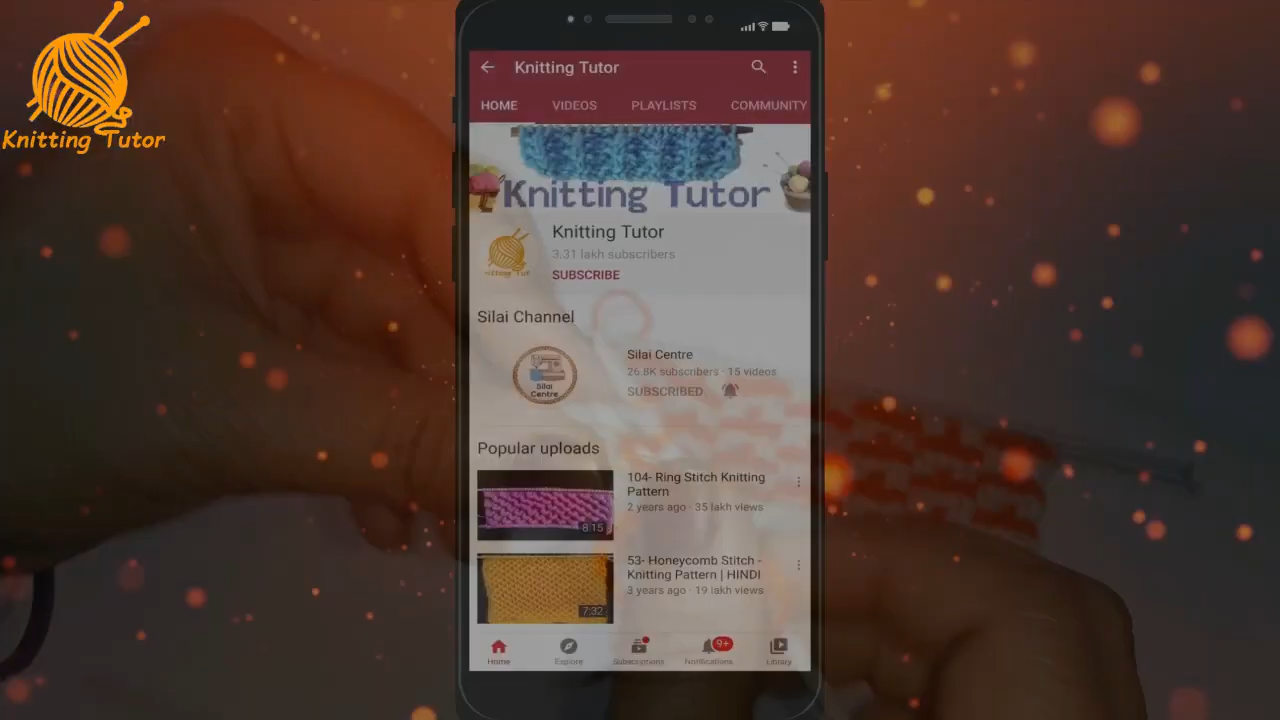 Knitting Tutor
Knitting Tutor
HOME VIDEOS PLAYLISTS COMMUNITY
Knitting Tutor
Knitting Tutor
3.31 lakh subscribers
SUBSCRIBE
Silai Channel
Silai Centre
26.8K subscribers · 15 videos
SUBSCRIBED
Silai
Centre
Popular uploads
104- Ring Stitch Knitting
Pattern
2 years ago · 35 lakh views
8:15
53- Honeycomb Stitch -
Knitting Pattern | HINDI
3 years ago · 19 lakh views
7:32
9+
Home Explore Subscriptions Notifications Library